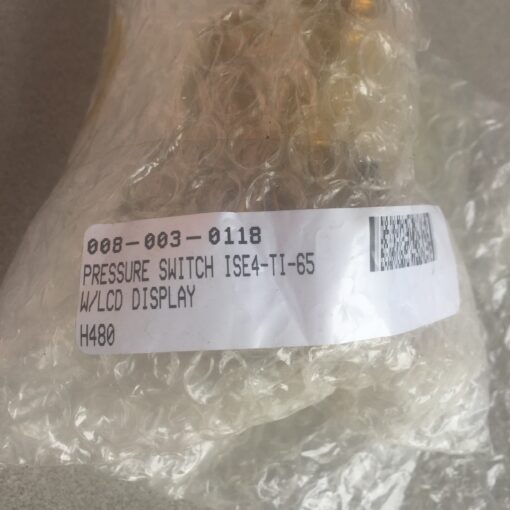 008-003-0118
PRESSURE SWITCH ISE4-TI-65
W/LCD DISPLAY
H480